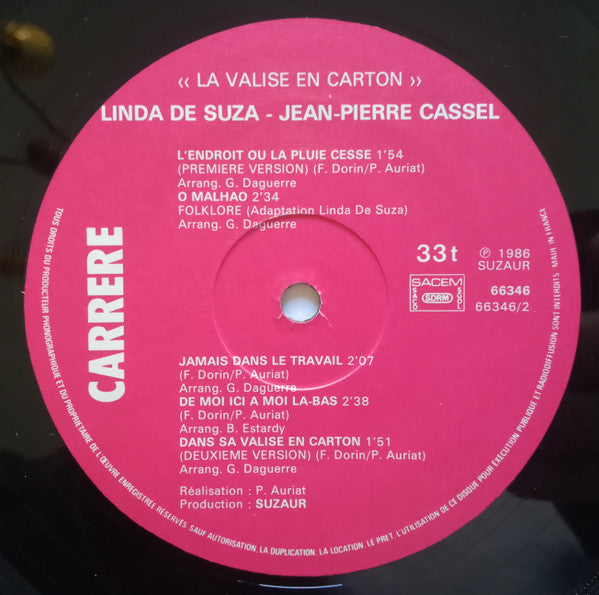 ‹‹ LA VALISE EN CARTON ››
LINDA DE SUZA - JEAN-PIERRE CASSEL
L'ENDROIT OU LA PLUIE CESSE 1'54
(PREMIERE VERSION) (F. Dorin/P. Auriat)
Arrang. G. Daguerre
O MALHAO 2'34
FOLKLORE (Adaptation Linda De Suza)
Arrang. G. Daguerre
CARRERE
33t
℗ 1986
SUZAUR
SACEM
SACD
SDRM
SGDL
66346
66346/2
JAMAIS DANS LE TRAVAIL 2'07
(F. Dorin/P. Auriat)
Arrang. G. Daguerre
DE MOI ICI A MOI LA-BAS 2'38
(F. Dorin/P. Auriat)
Arrang. B. Estardy
DANS SA VALISE EN CARTON 1'51
(DEUXIEME VERSION) (F. Dorin/P. Auriat)
Arrang. G. Daguerre
Réalisation : P. Auriat
Production : SUZAUR
TOUS DROITS DU PRODUCTEUR PHONOGRAPHIQUE ET DU PROPRIETAIRE DE L'ŒUVRE ENREGISTREE RESERVES SAUF AUTORISATION, LA DUPLICATION, LA LOCATION, LE PRET, L'UTILISATION DE CE DISQUE POUR EXECUTION PUBLIQUE ET RADIODIFFUSION SONT INTERDITS MADE IN FRANCE